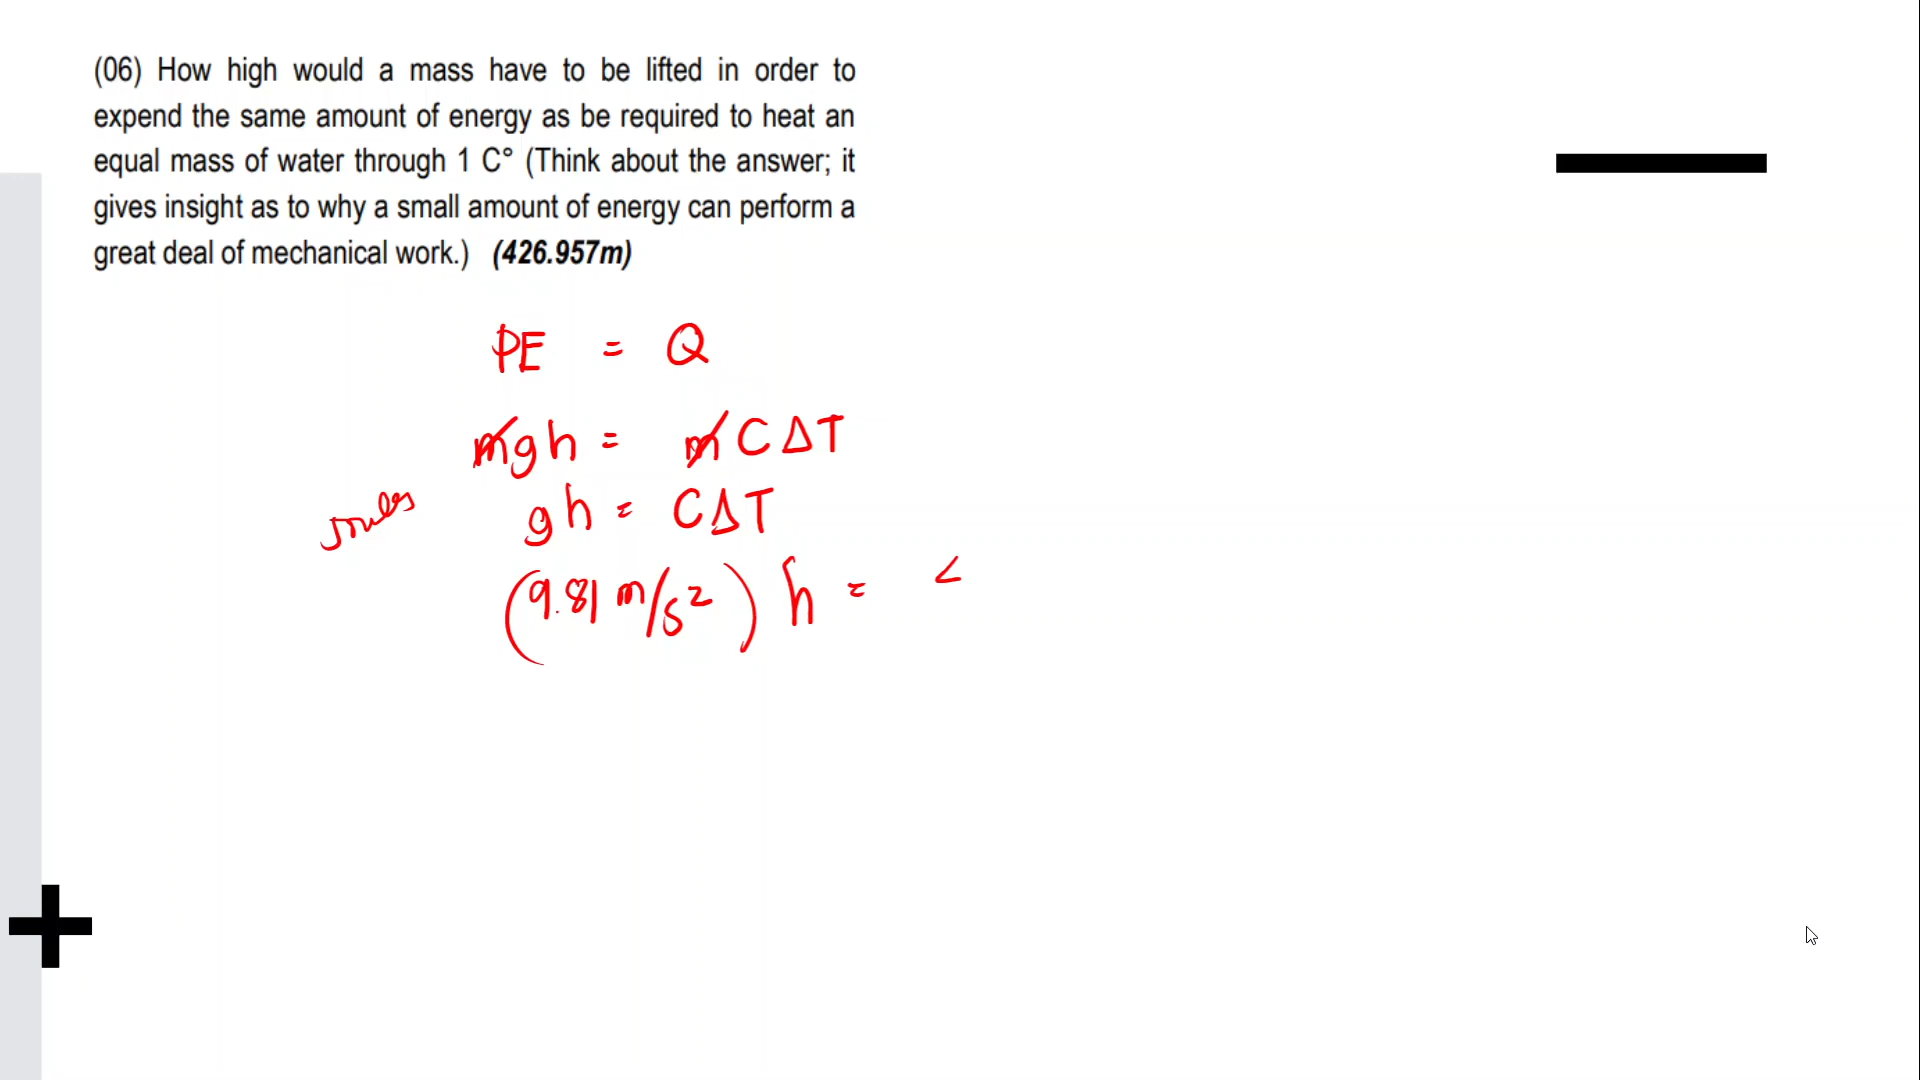 (06) How high would a mass have to be lifted in order to
expend the same amount of energy as be required to heat an
equal mass of water through 1 C° (Think about the answer; it
gives insight as to why a small amount of energy can perform a
great deal of mechanical work.) (426.957m)
PE = Q
mgh = mCΔT
Joules
gh = CΔT
(9.81 m/s²) h =